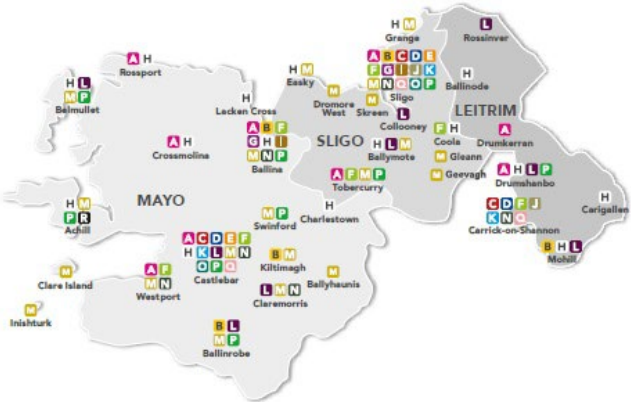 H M
Grange
L
Rossinver
A B C D E
F G I J K
M N Q O P
Sligo
A H
Rossport
H M
Easky
H
Ballinode
H L
M P
Belmullet
M
Dromore
West
M
Skreen
LEITRIM
H
Lacken Cross
L
Collooney
A B F
G H I
M N P
Ballina
SLIGO
F H
Coola
A
Drumkerran
A H
Crossmolina
H L M
Ballymote
M Gleann
M Geevagh
A F M P
Tobercurry
A H L P
Drumshanbo
H M
P R
Achill
MAYO
H
Charlestown
H
Carigallen
C D F J
K N Q
Carrick-on-Shannon
M P
Swinford
A C D E F
H K L M N
O P Q
Castlebar
B H L
Mohill
B M
Kiltimagh
M
Ballyhaunis
M
Clare Island
A F
M N
Westport
L M N
Claremorris
M
Inishturk
B L
M P
Ballinrobe